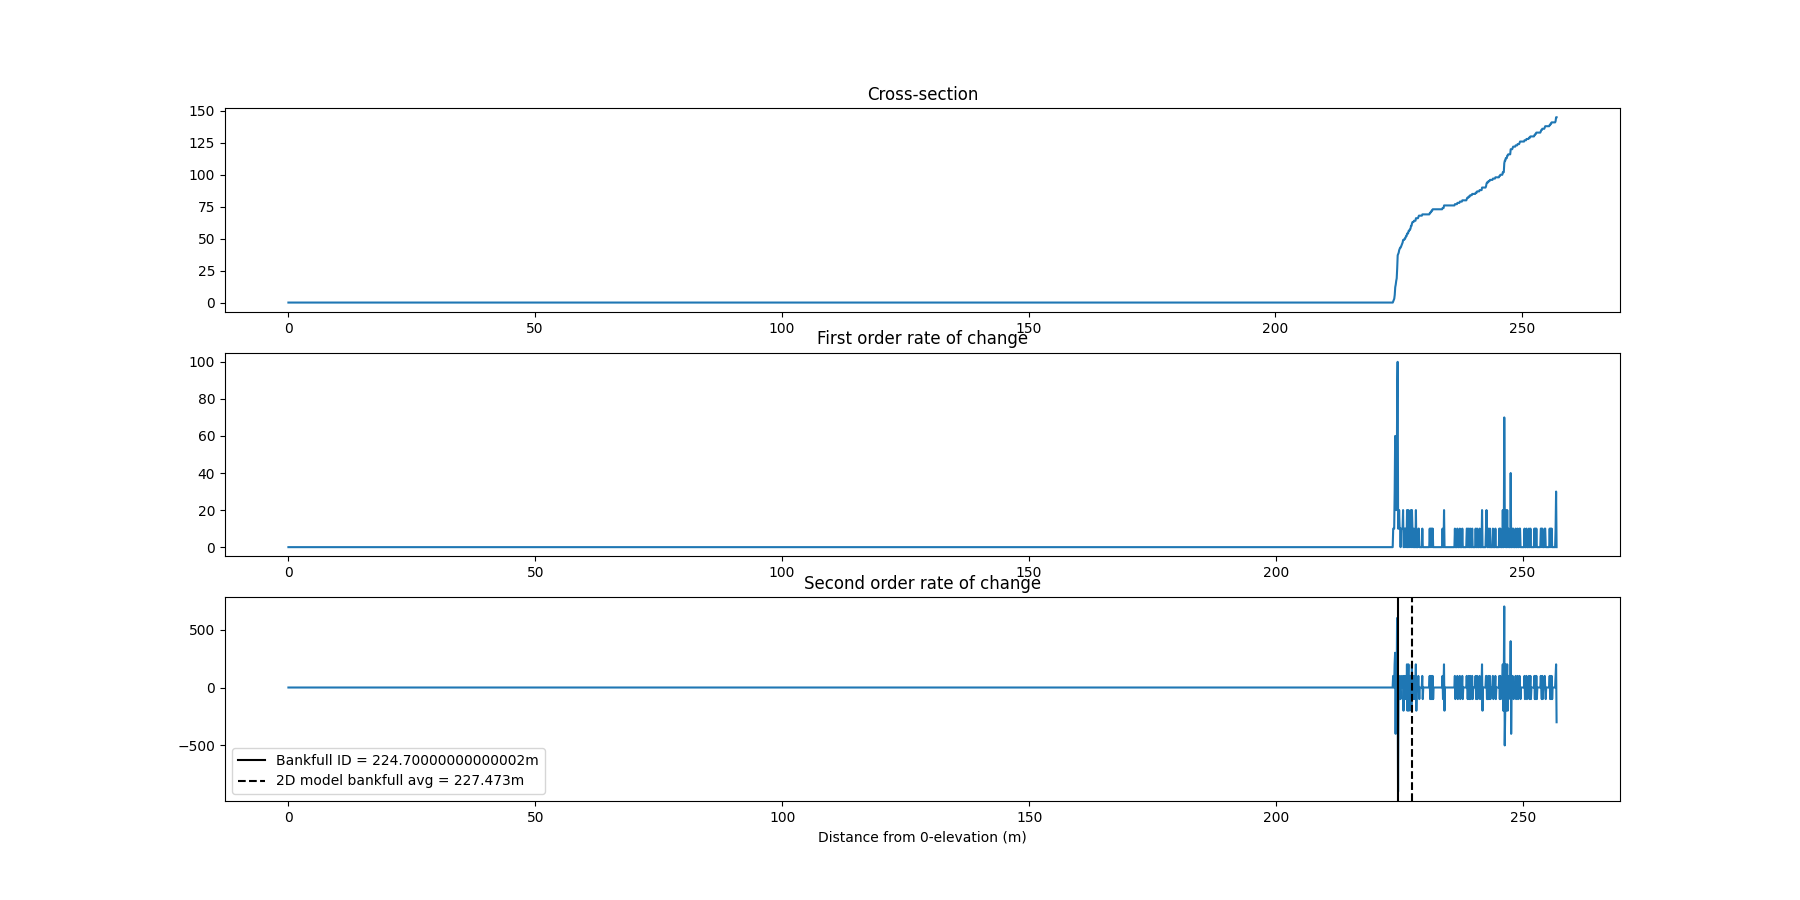 Cross-section
150
125
100
75
50
25
0
0 50 100 150 200 250
First order rate of change
100
80
60
40
20
0
0 50 100 150 200 250
Second order rate of change
500
0
−500
Bankfull ID = 224.70000000000002m
2D model bankfull avg = 227.473m
0 50 100 150 200 250
Distance from 0-elevation (m)